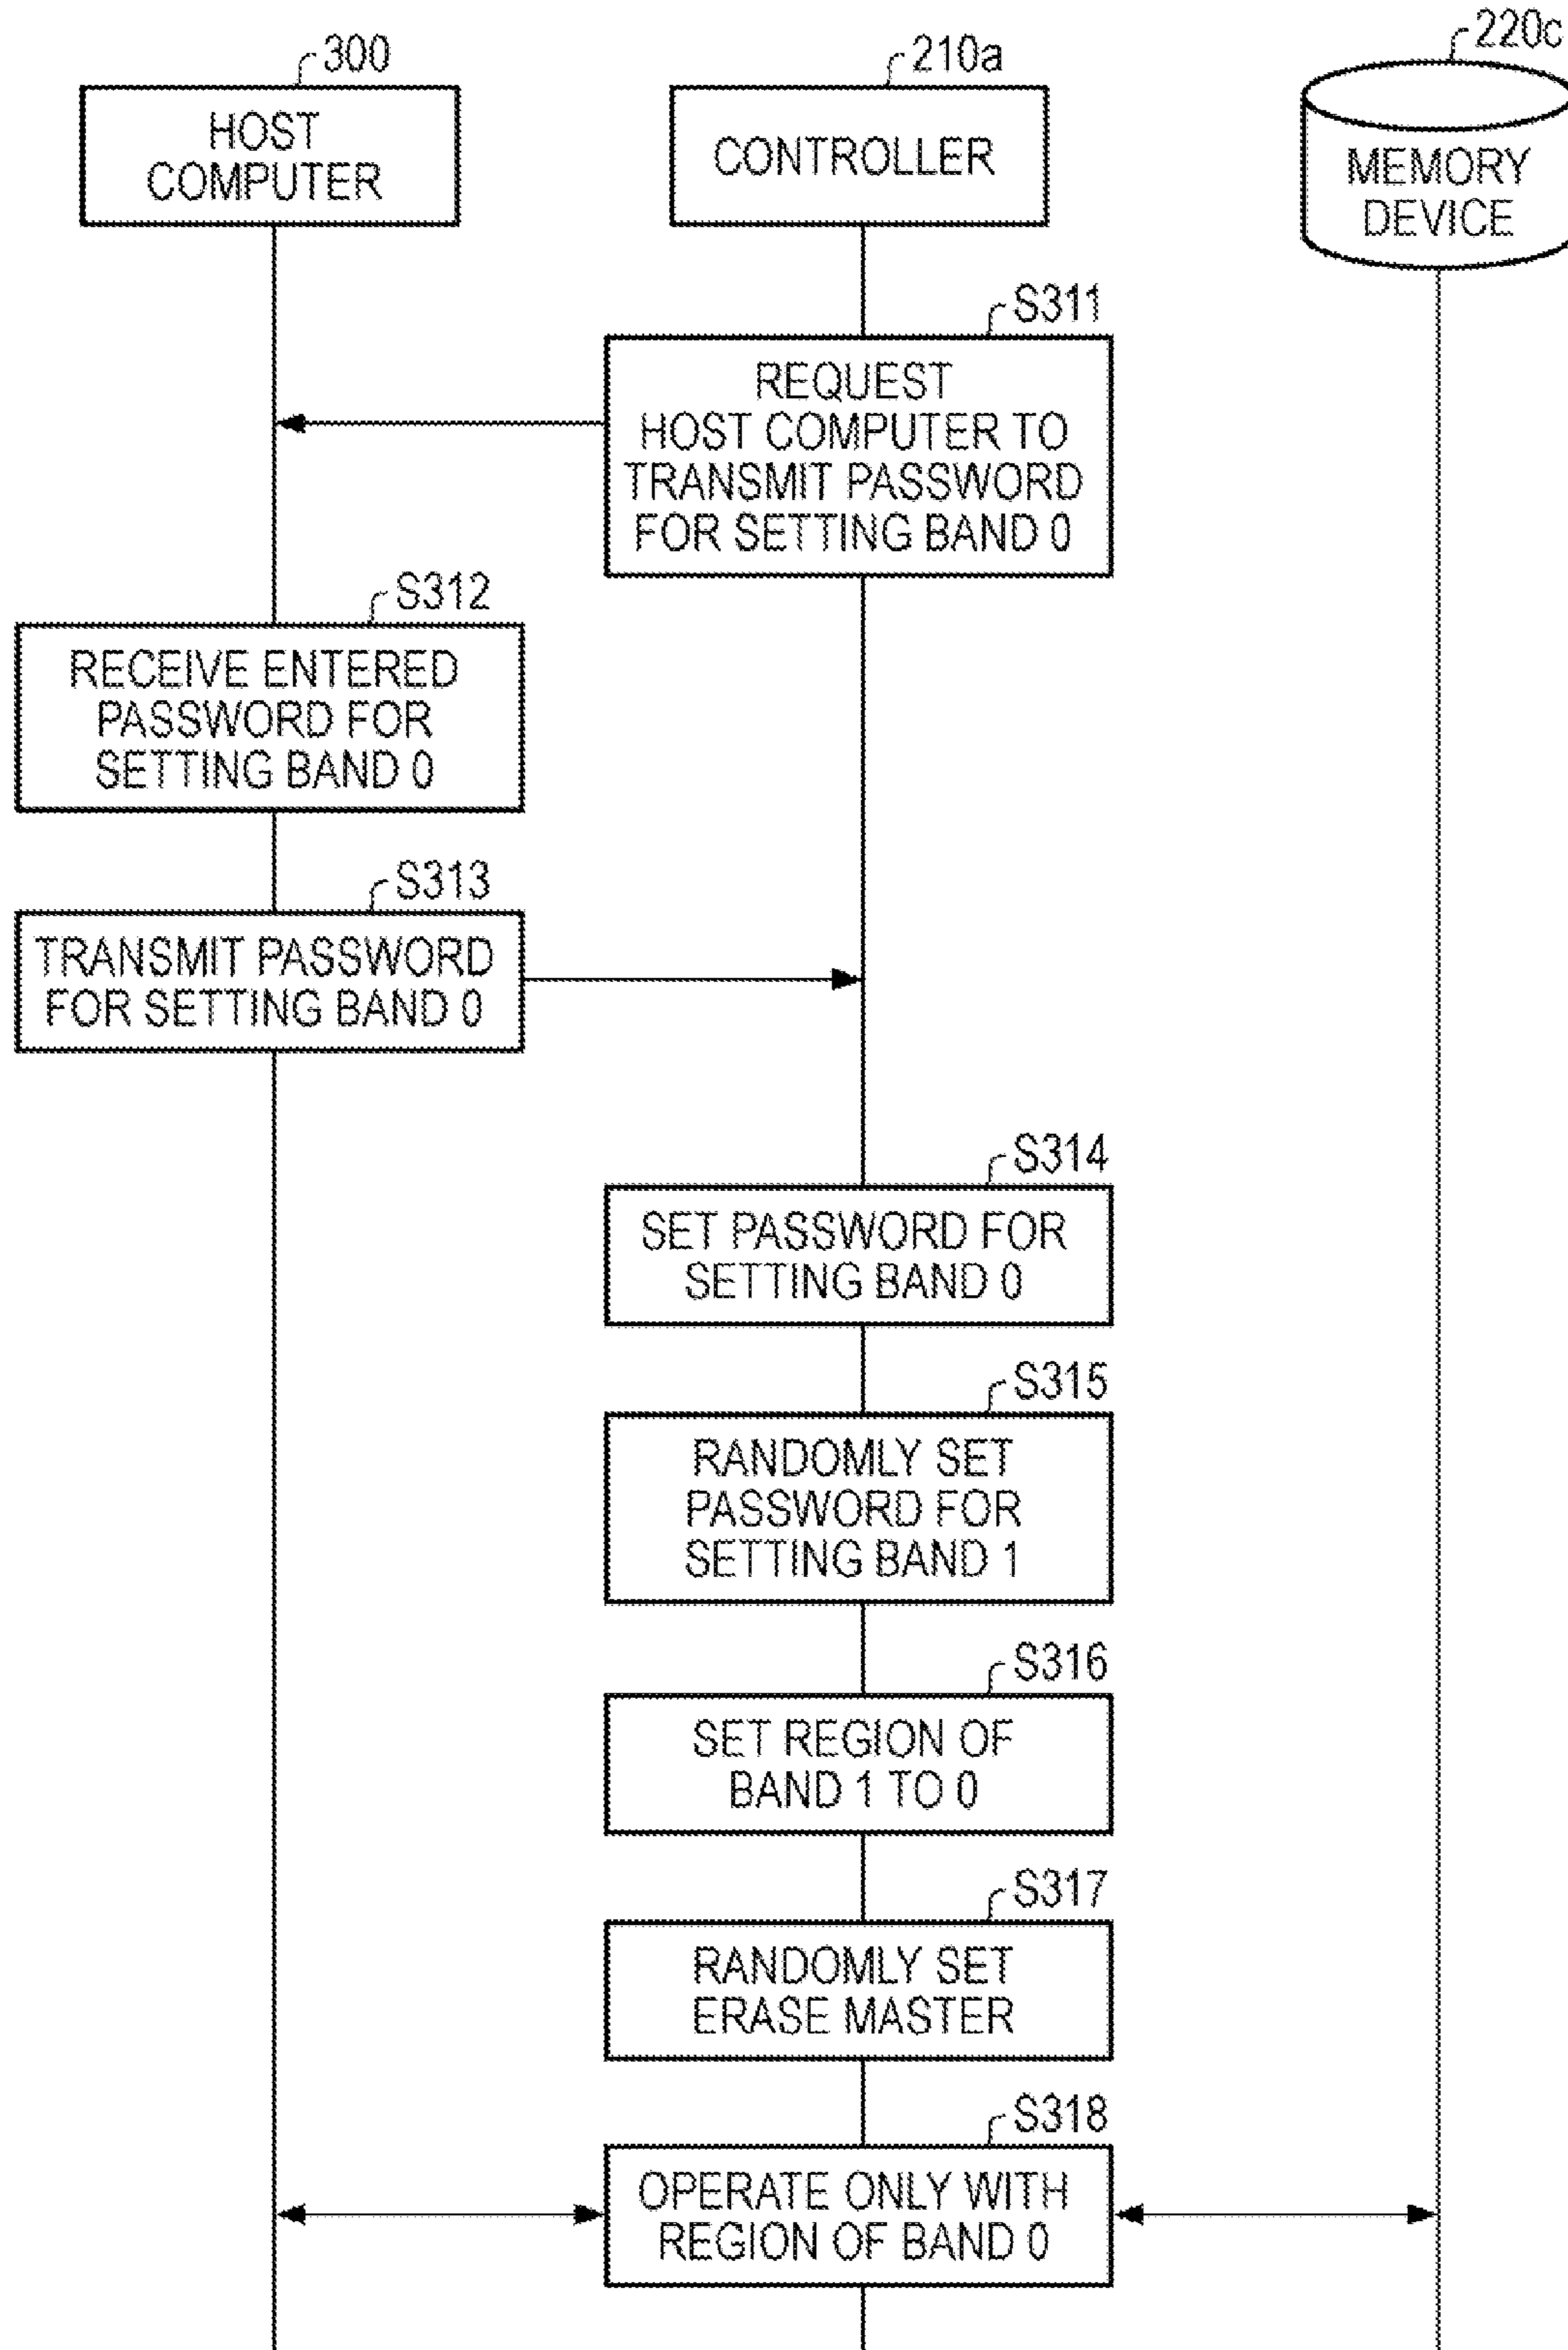 300
HOST
COMPUTER
210a
CONTROLLER
220c
MEMORY
DEVICE
S311
REQUEST
HOST COMPUTER TO
TRANSMIT PASSWORD
FOR SETTING BAND 0
S312
RECEIVE ENTERED
PASSWORD FOR
SETTING BAND 0
S313
TRANSMIT PASSWORD
FOR SETTING BAND 0
S314
SET PASSWORD FOR
SETTING BAND 0
S315
RANDOMLY SET
PASSWORD FOR
SETTING BAND 1
S316
SET REGION OF
BAND 1 TO 0
S317
RANDOMLY SET
ERASE MASTER
S318
OPERATE ONLY WITH
REGION OF BAND 0